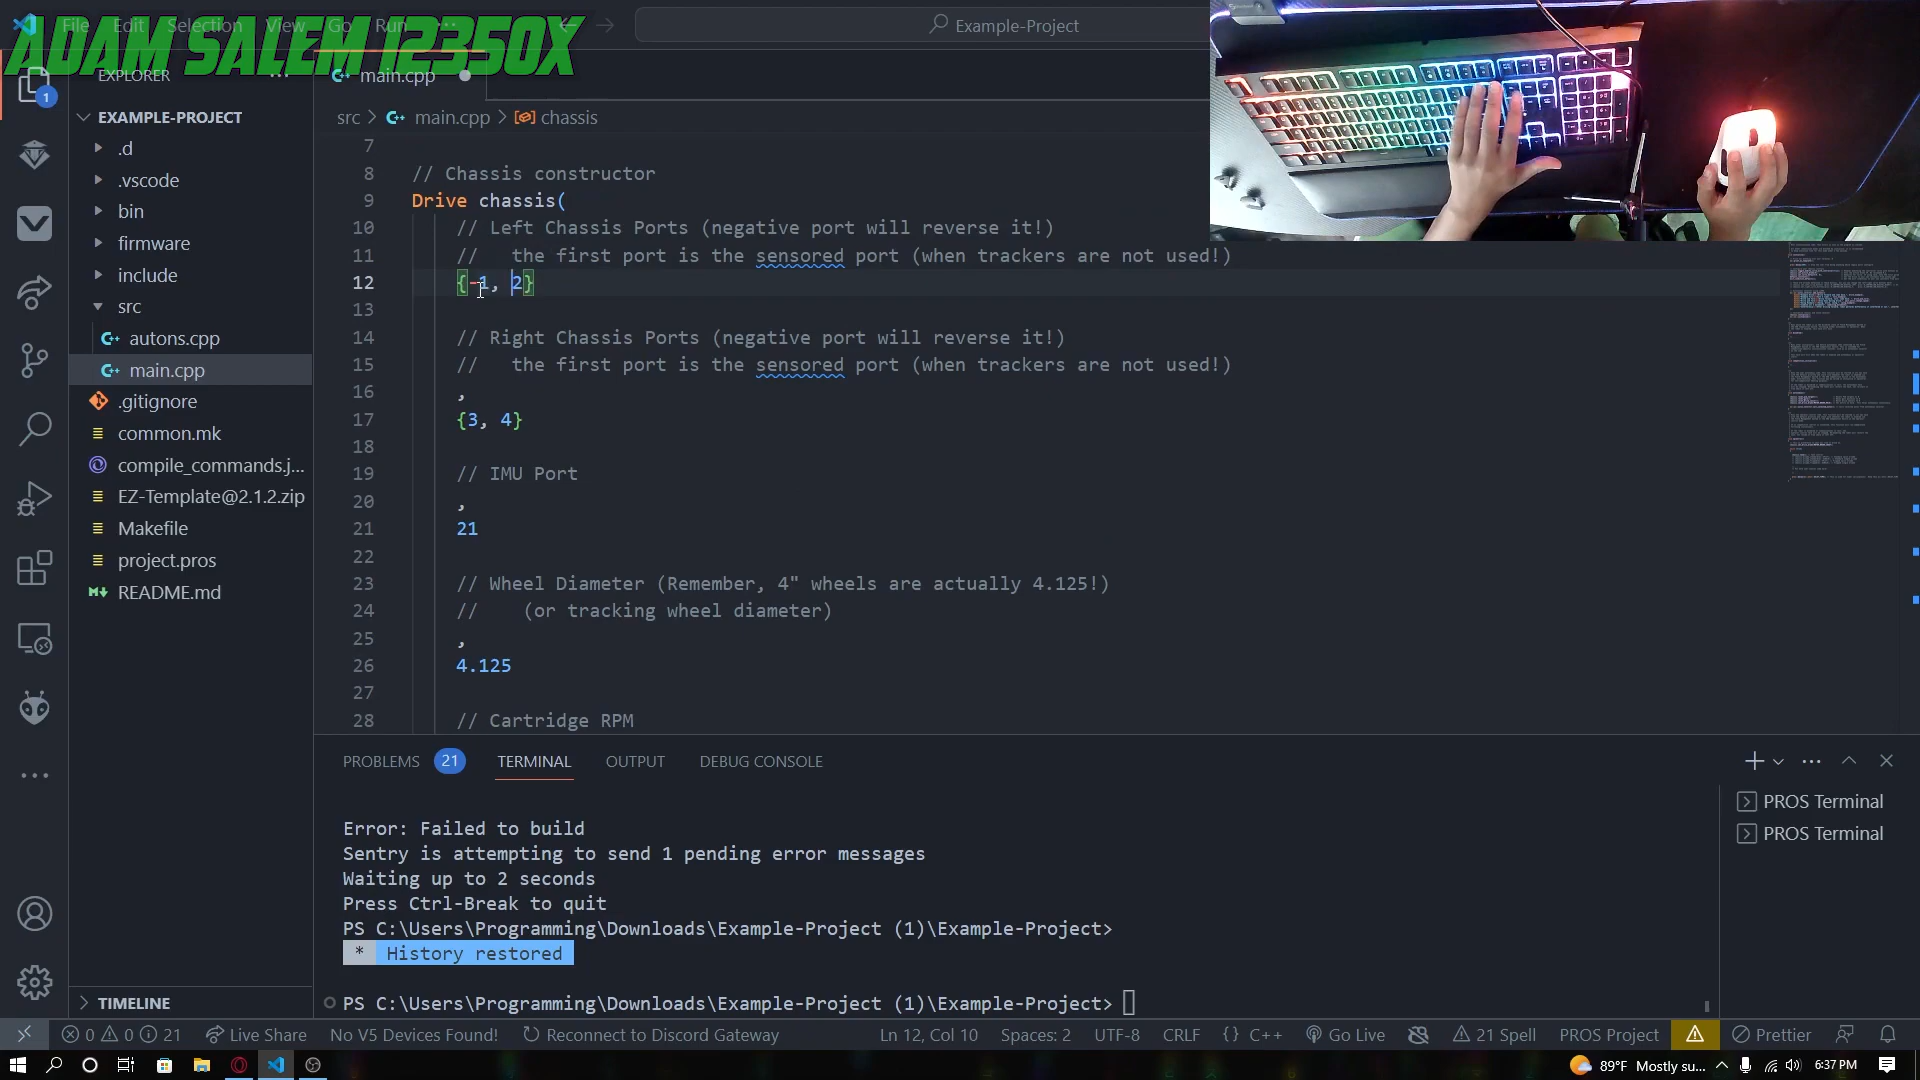 File Edit Selection View Go Run ···
Example-Project
ADAM SALEM 12350X
EXPLORER ···
main.cpp
1
EXAMPLE-PROJECT
.d
.vscode
bin
firmware
include
src
autons.cpp
main.cpp
.gitignore
common.mk
compile_commands.j...
EZ-Template@2.1.2.zip
Makefile
project.pros
README.md
TIMELINE
src > main.cpp > chassis
7
8 // Chassis constructor
9 Drive chassis(
10 // Left Chassis Ports (negative port will reverse it!)
11 //   the first port is the sensored port (when trackers are not used!)
12 {-1, 2}
13
14 // Right Chassis Ports (negative port will reverse it!)
15 //   the first port is the sensored port (when trackers are not used!)
16 ,
17 {3, 4}
18
19 // IMU Port
20 ,
21 21
22
23 // Wheel Diameter (Remember, 4" wheels are actually 4.125!)
24 //    (or tracking wheel diameter)
25 ,
26 4.125
27
28 // Cartridge RPM
PROBLEMS 21 TERMINAL OUTPUT DEBUG CONSOLE
Error: Failed to build
Sentry is attempting to send 1 pending error messages
Waiting up to 2 seconds
Press Ctrl-Break to quit
PS C:\Users\Programming\Downloads\Example-Project (1)\Example-Project>
* History restored
PS C:\Users\Programming\Downloads\Example-Project (1)\Example-Project>
PROS Terminal
PROS Terminal
0 0 21 Live Share No V5 Devices Found! Reconnect to Discord Gateway Ln 12, Col 10 Spaces: 2 UTF-8 CRLF {} C++ Go Live 21 Spell PROS Project Prettier
89°F Mostly su... 6:37 PM